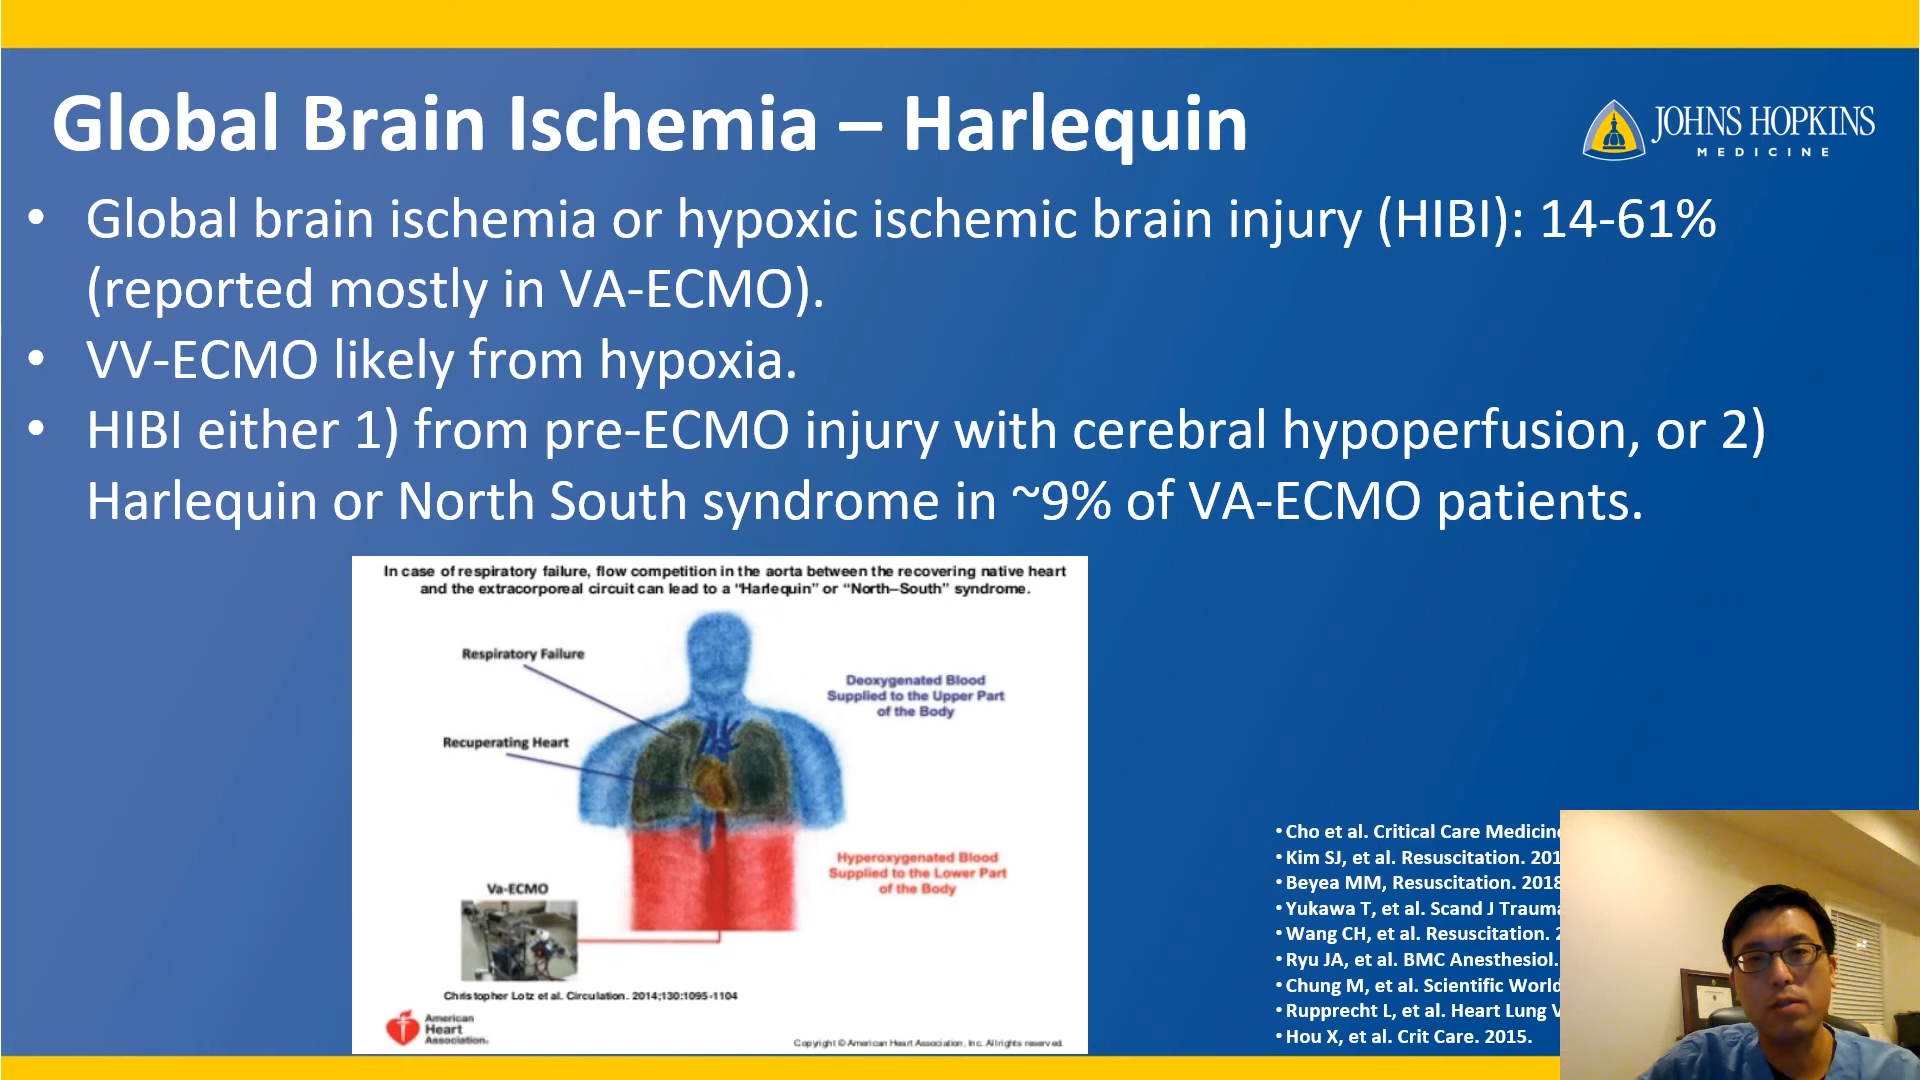 Global Brain Ischemia – Harlequin
JOHNS HOPKINS
MEDICINE
• Global brain ischemia or hypoxic ischemic brain injury (HIBI): 14-61%
(reported mostly in VA-ECMO).
• VV-ECMO likely from hypoxia.
• HIBI either 1) from pre-ECMO injury with cerebral hypoperfusion, or 2)
Harlequin or North South syndrome in ~9% of VA-ECMO patients.
In case of respiratory failure, flow competition in the aorta between the recovering native heart
and the extracorporeal circuit can lead to a “Harlequin” or “North–South” syndrome.
Respiratory Failure
Recuperating Heart
Deoxygenated Blood
Supplied to the Upper Part
of the Body
Hyperoxygenated Blood
Supplied to the Lower Part
of the Body
Va-ECMO
Christopher Lotz et al. Circulation. 2014;130:1095-1104
American
Heart
Association.
Copyright © American Heart Association, Inc. All rights reserved.
• Cho et al. Critical Care Medicine
• Kim SJ, et al. Resuscitation. 201
• Beyea MM, Resuscitation. 2018
• Yukawa T, et al. Scand J Trauma
• Wang CH, et al. Resuscitation. 2
• Ryu JA, et al. BMC Anesthesiol.
• Chung M, et al. Scientific World
• Rupprecht L, et al. Heart Lung V
• Hou X, et al. Crit Care. 2015.